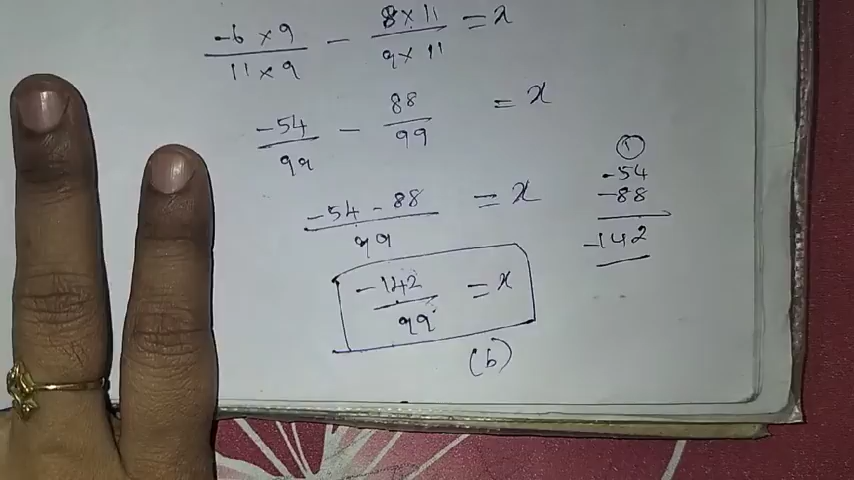 -6 × 9 / 11 × 9 - 8 × 11 / 9 × 11 = x
-54 / 99 - 88 / 99 = x
-54 - 88 / 99 = x
-142 / 99 = x
(b)
1
-54
-88
-142